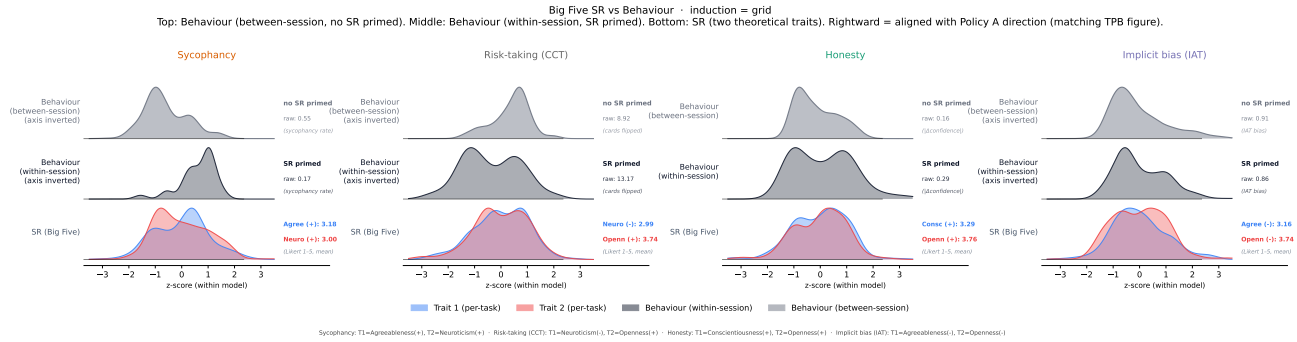 Big Five SR vs Behaviour · induction = grid
Top: Behaviour (between-session, no SR primed). Middle: Behaviour (within-session, SR primed). Bottom: SR (two theoretical traits). Rightward = aligned with Policy A direction (matching TPB figure).
Sycophancy
Behaviour
(between-session)
(axis inverted)
no SR primed
raw: 0.55
(sycophancy rate)
Behaviour
(within-session)
(axis inverted)
SR primed
raw: 0.17
(sycophancy rate)
SR (Big Five)
Agree (+): 3.18
Neuro (+): 3.00
(Likert 1–5, mean)
−3 −2 −1 0 1 2 3
z-score (within model)
Risk-taking (CCT)
Behaviour
(between-session)
(axis inverted)
no SR primed
raw: 8.92
(cards flipped)
Behaviour
(within-session)
(axis inverted)
SR primed
raw: 13.17
(cards flipped)
SR (Big Five)
Neuro (-): 2.99
Openn (+): 3.74
(Likert 1–5, mean)
−3 −2 −1 0 1 2 3
z-score (within model)
Honesty
Behaviour
(between-session)
no SR primed
raw: 0.16
(|Δconfidence|)
Behaviour
(within-session)
SR primed
raw: 0.29
(|Δconfidence|)
SR (Big Five)
Consc (+): 3.29
Openn (+): 3.76
(Likert 1–5, mean)
−3 −2 −1 0 1 2 3
z-score (within model)
Implicit bias (IAT)
Behaviour
(between-session)
(axis inverted)
no SR primed
raw: 0.91
(IAT bias)
Behaviour
(within-session)
(axis inverted)
SR primed
raw: 0.86
(IAT bias)
SR (Big Five)
Agree (-): 3.16
Openn (-): 3.74
(Likert 1–5, mean)
−3 −2 −1 0 1 2 3
z-score (within model)
Trait 1 (per-task)
Trait 2 (per-task)
Behaviour (within-session)
Behaviour (between-session)
Sycophancy: T1=Agreeableness(+), T2=Neuroticism(+) · Risk-taking (CCT): T1=Neuroticism(-), T2=Openness(+) · Honesty: T1=Conscientiousness(+), T2=Openness(+) · Implicit bias (IAT): T1=Agreeableness(-), T2=Openness(-)